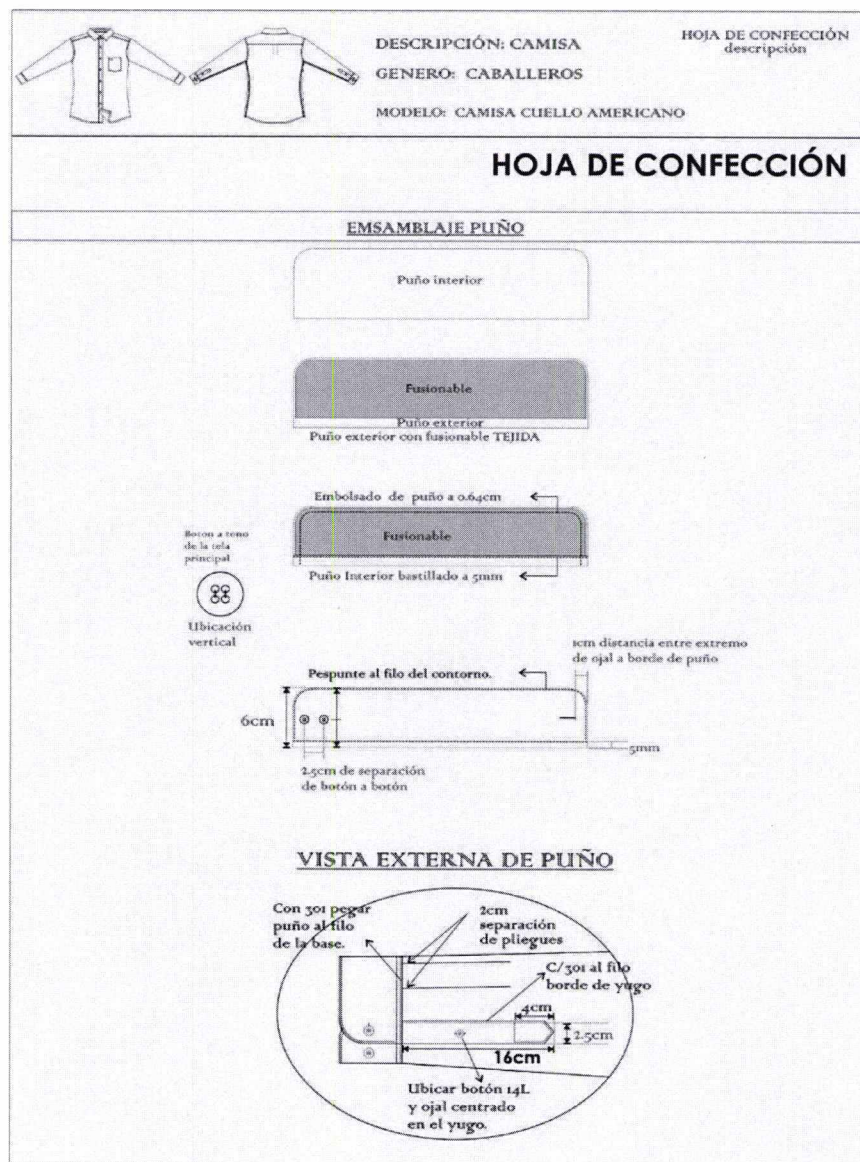 DESCRIPCIÓN: CAMISA
GENERO: CABALLEROS
MODELO: CAMISA CUELLO AMERICANO
HOJA DE CONFECCIÓN
descripción
HOJA DE CONFECCIÓN
EMSAMBLAJE PUÑO
Puño interior
Fusionable
Puño exterior
Puño exterior con fusionable TEJIDA
Embolsado de puño a 0.64cm
Fusionable
Puño Interior bastillado a 5mm
Boton a tono
de la tela
principal
Ubicación
vertical
1cm distancia entre extremo
de ojal a borde de puño
Pespunte al filo del contorno.
6cm
5mm
2.5cm de separación
de botón a botón
VISTA EXTERNA DE PUÑO
Con 301 pegar
puño al filo
de la base.
2cm
separación
de pliegues
C/301 al filo
borde de yugo
4cm
2.5cm
16cm
Ubicar botón 14L
y ojal centrado
en el yugo.